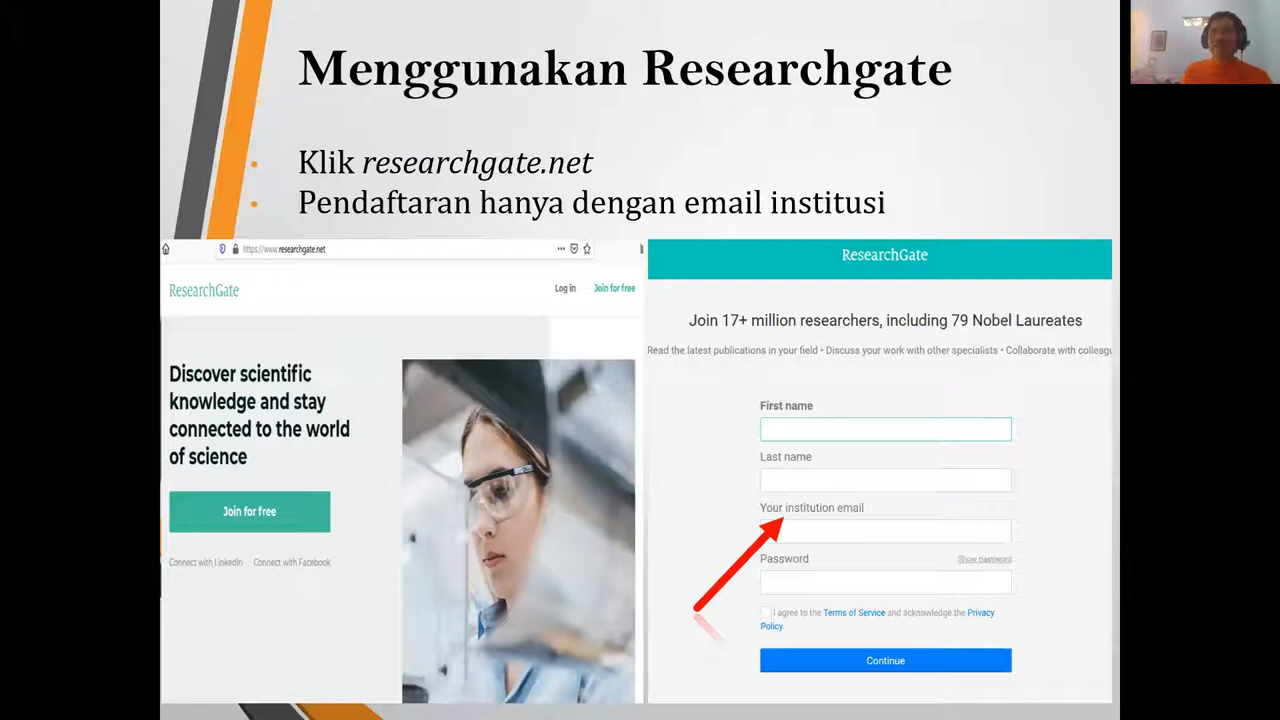 Menggunakan Researchgate
• Klik researchgate.net
• Pendaftaran hanya dengan email institusi
https://www.researchgate.net
ResearchGate
Log in
Join for free
Discover scientific
knowledge and stay
connected to the world
of science
Join for free
Connect with LinkedIn
Connect with Facebook
ResearchGate
Join 17+ million researchers, including 79 Nobel Laureates
Read the latest publications in your field • Discuss your work with other specialists • Collaborate with colleagu
First name
Last name
Your institution email
Password
Show password
I agree to the Terms of Service and acknowledge the Privacy
Policy.
Continue